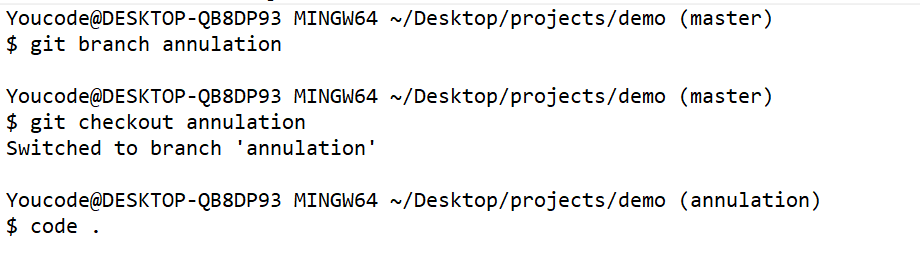 Youcode@DESKTOP-QB8DP93 MINGW64 ~/Desktop/projects/demo (master)
$ git branch annulation
Youcode@DESKTOP-QB8DP93 MINGW64 ~/Desktop/projects/demo (master)
$ git checkout annulation
Switched to branch 'annulation'
Youcode@DESKTOP-QB8DP93 MINGW64 ~/Desktop/projects/demo (annulation)
$ code .